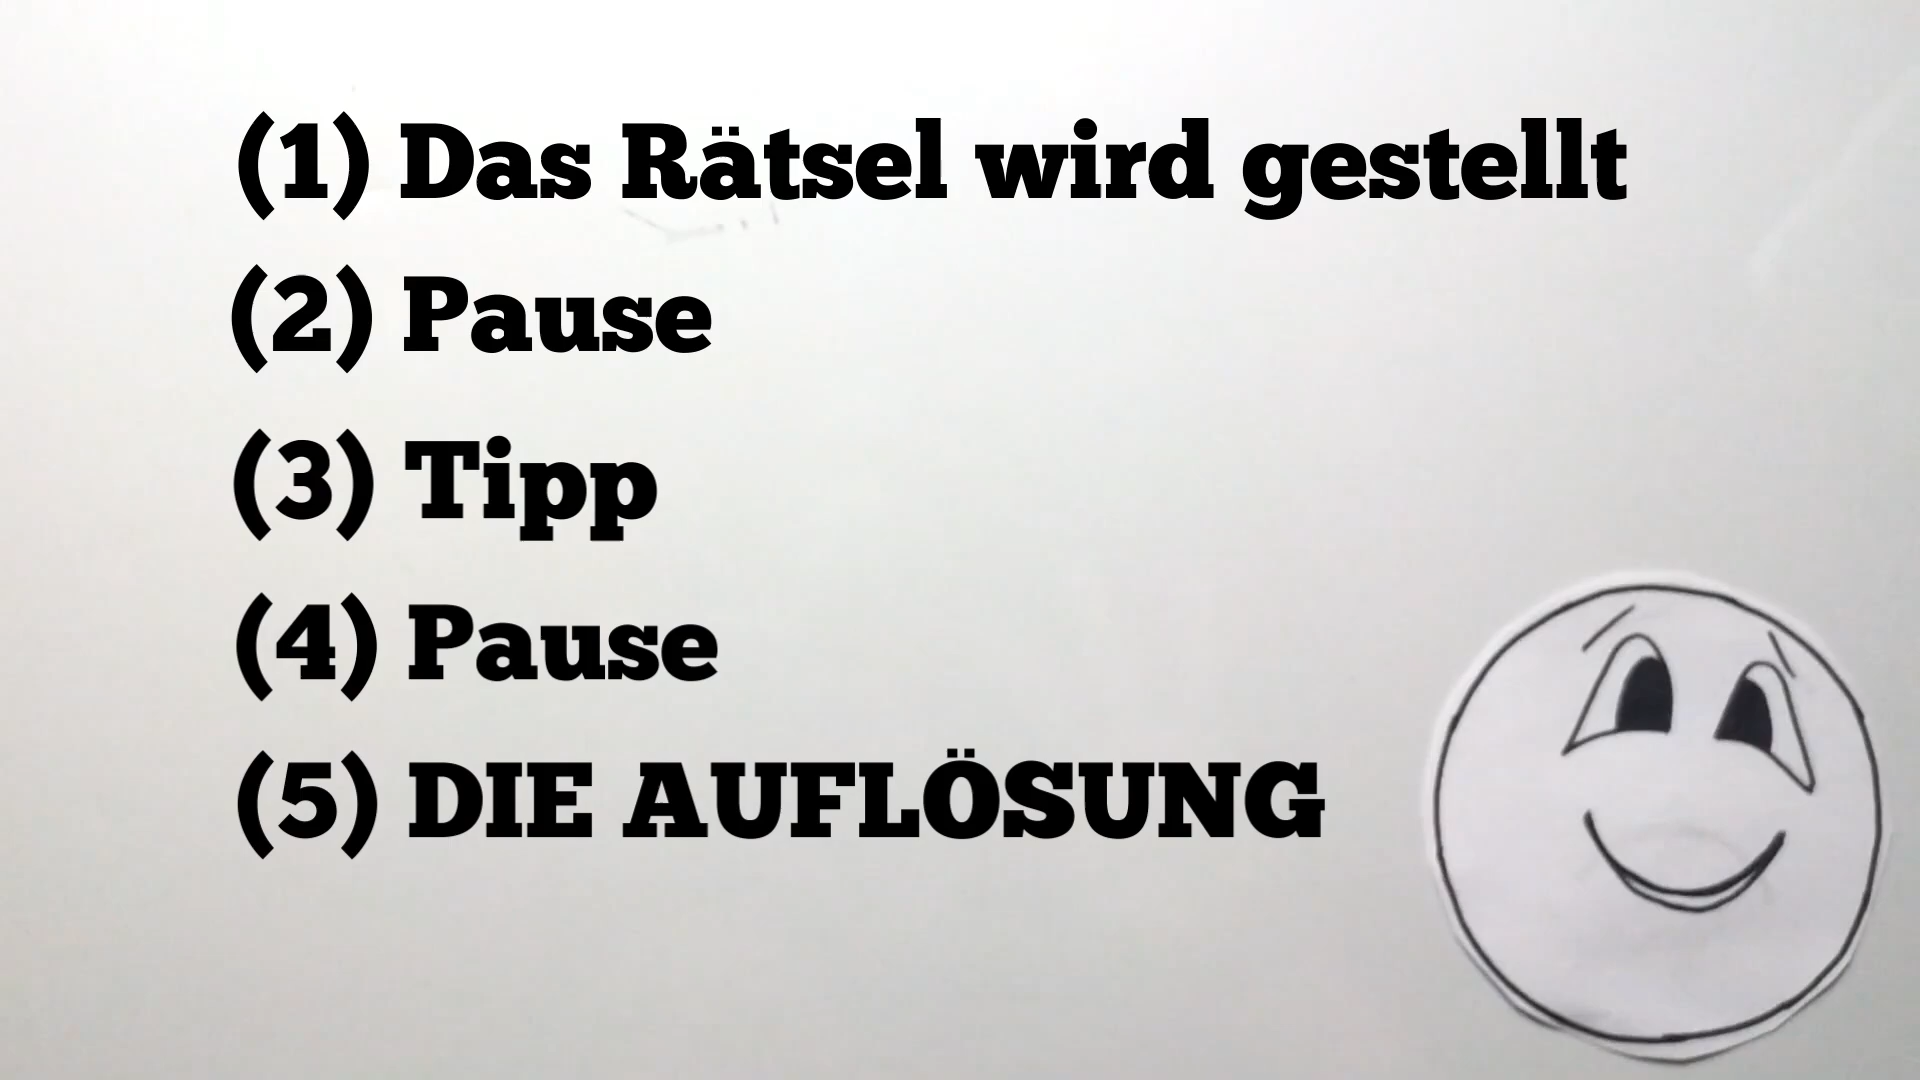 (1) Das Rätsel wird gestellt
(2) Pause
(3) Tipp
(4) Pause
(5) DIE AUFLÖSUNG